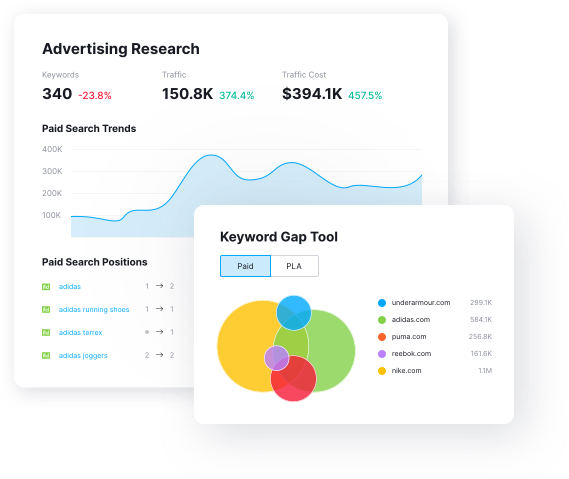 Advertising Research
Keywords Traffic Traffic Cost
340 -23.8% 150.8K 374.4% $394.1K 457.5%
Paid Search Trends
400K
300K
200K
100K
Paid Search Positions
Ad adidas 1 → 2
Ad adidas running shoes 1 → 1
Ad adidas terrex → 1
Ad adidas joggers 2 → 2
Keyword Gap Tool
Paid PLA
underarmour.com 299.1K
adidas.com 584.1K
puma.com 256.8K
reebok.com 161.6K
nike.com 1.1M